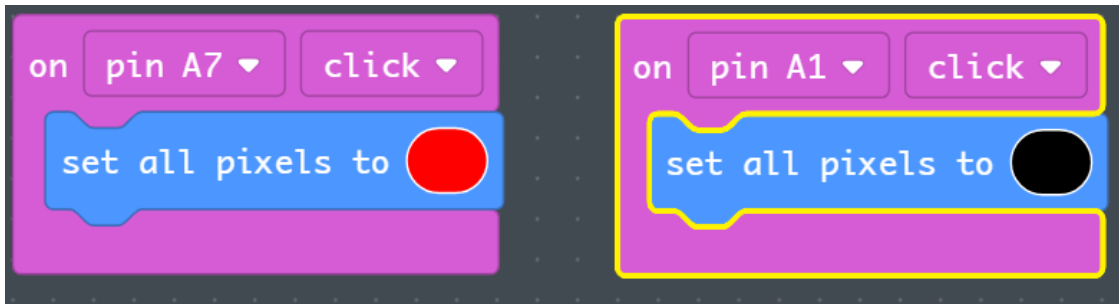 on pin A7 click
set all pixels to
on pin A1 click
set all pixels to